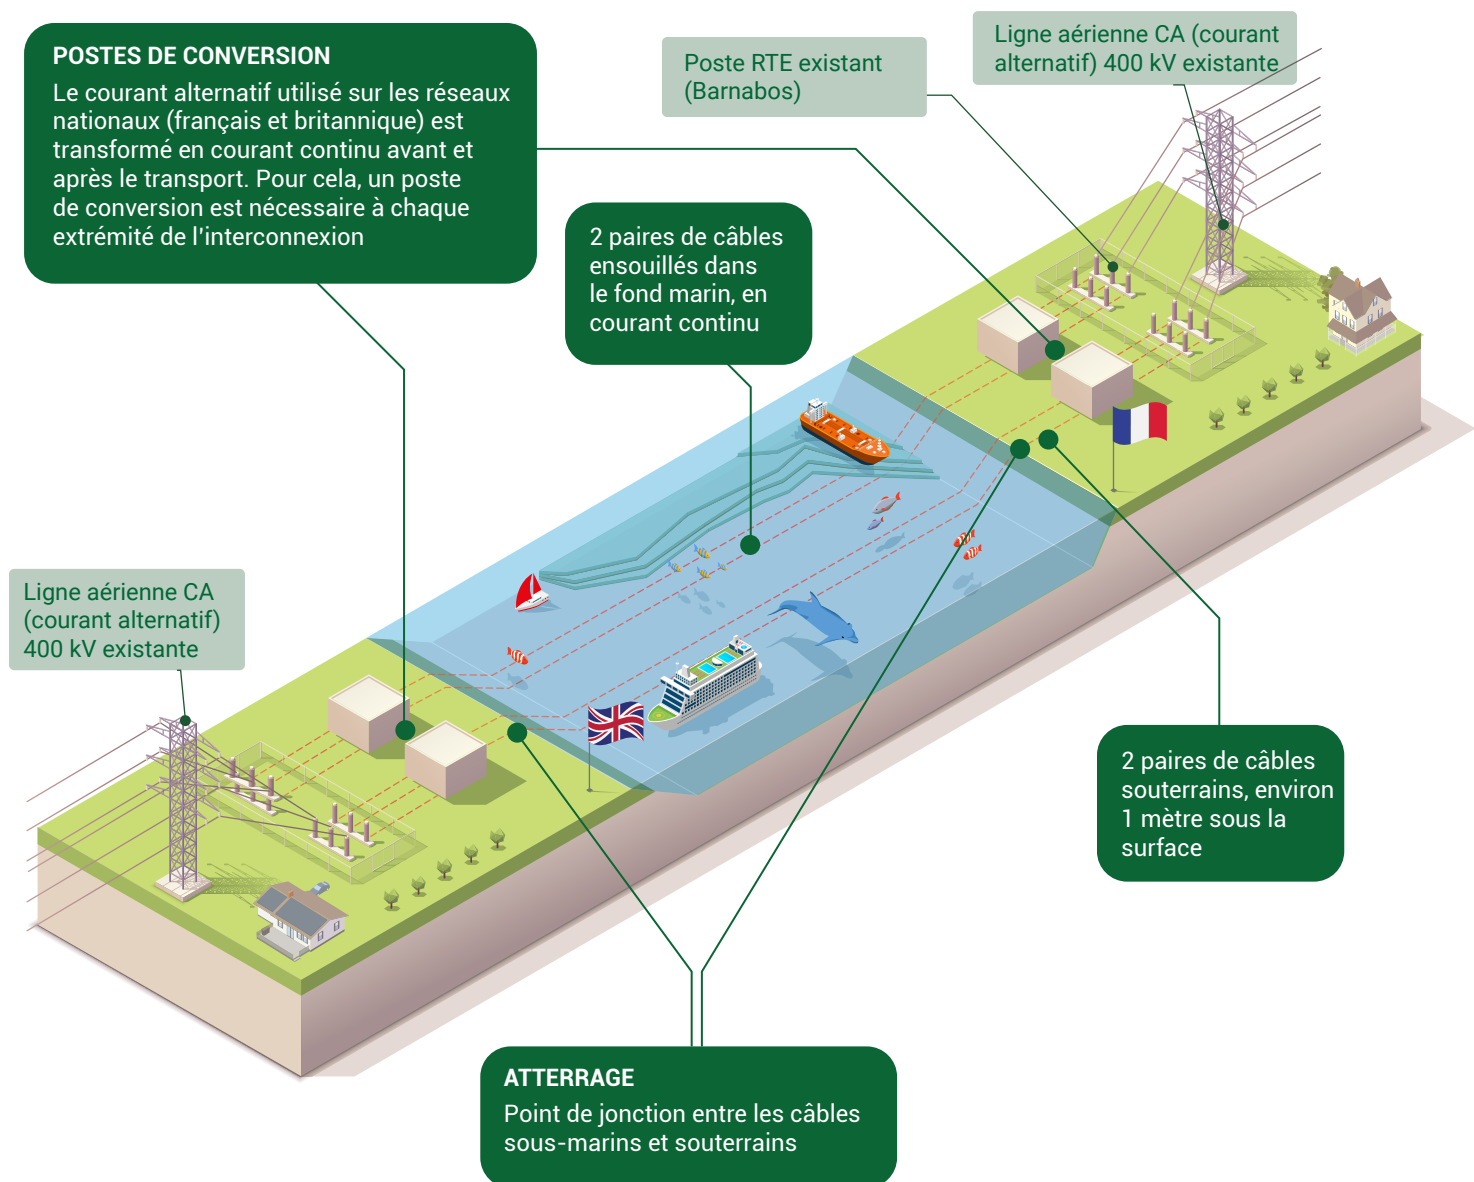 POSTES DE CONVERSION
Le courant alternatif utilisé sur les réseaux
nationaux (français et britannique) est
transformé en courant continu avant et
après le transport. Pour cela, un poste
de conversion est nécessaire à chaque
extrémité de l'interconnexion
Poste RTE existant
(Barnabos)
Ligne aérienne CA (courant
alternatif) 400 kV existante
2 paires de câbles
ensouillés dans
le fond marin, en
courant continu
Ligne aérienne CA
(courant alternatif)
400 kV existante
2 paires de câbles
souterrains, environ
1 mètre sous la
surface
ATTERRAGE
Point de jonction entre les câbles
sous-marins et souterrains